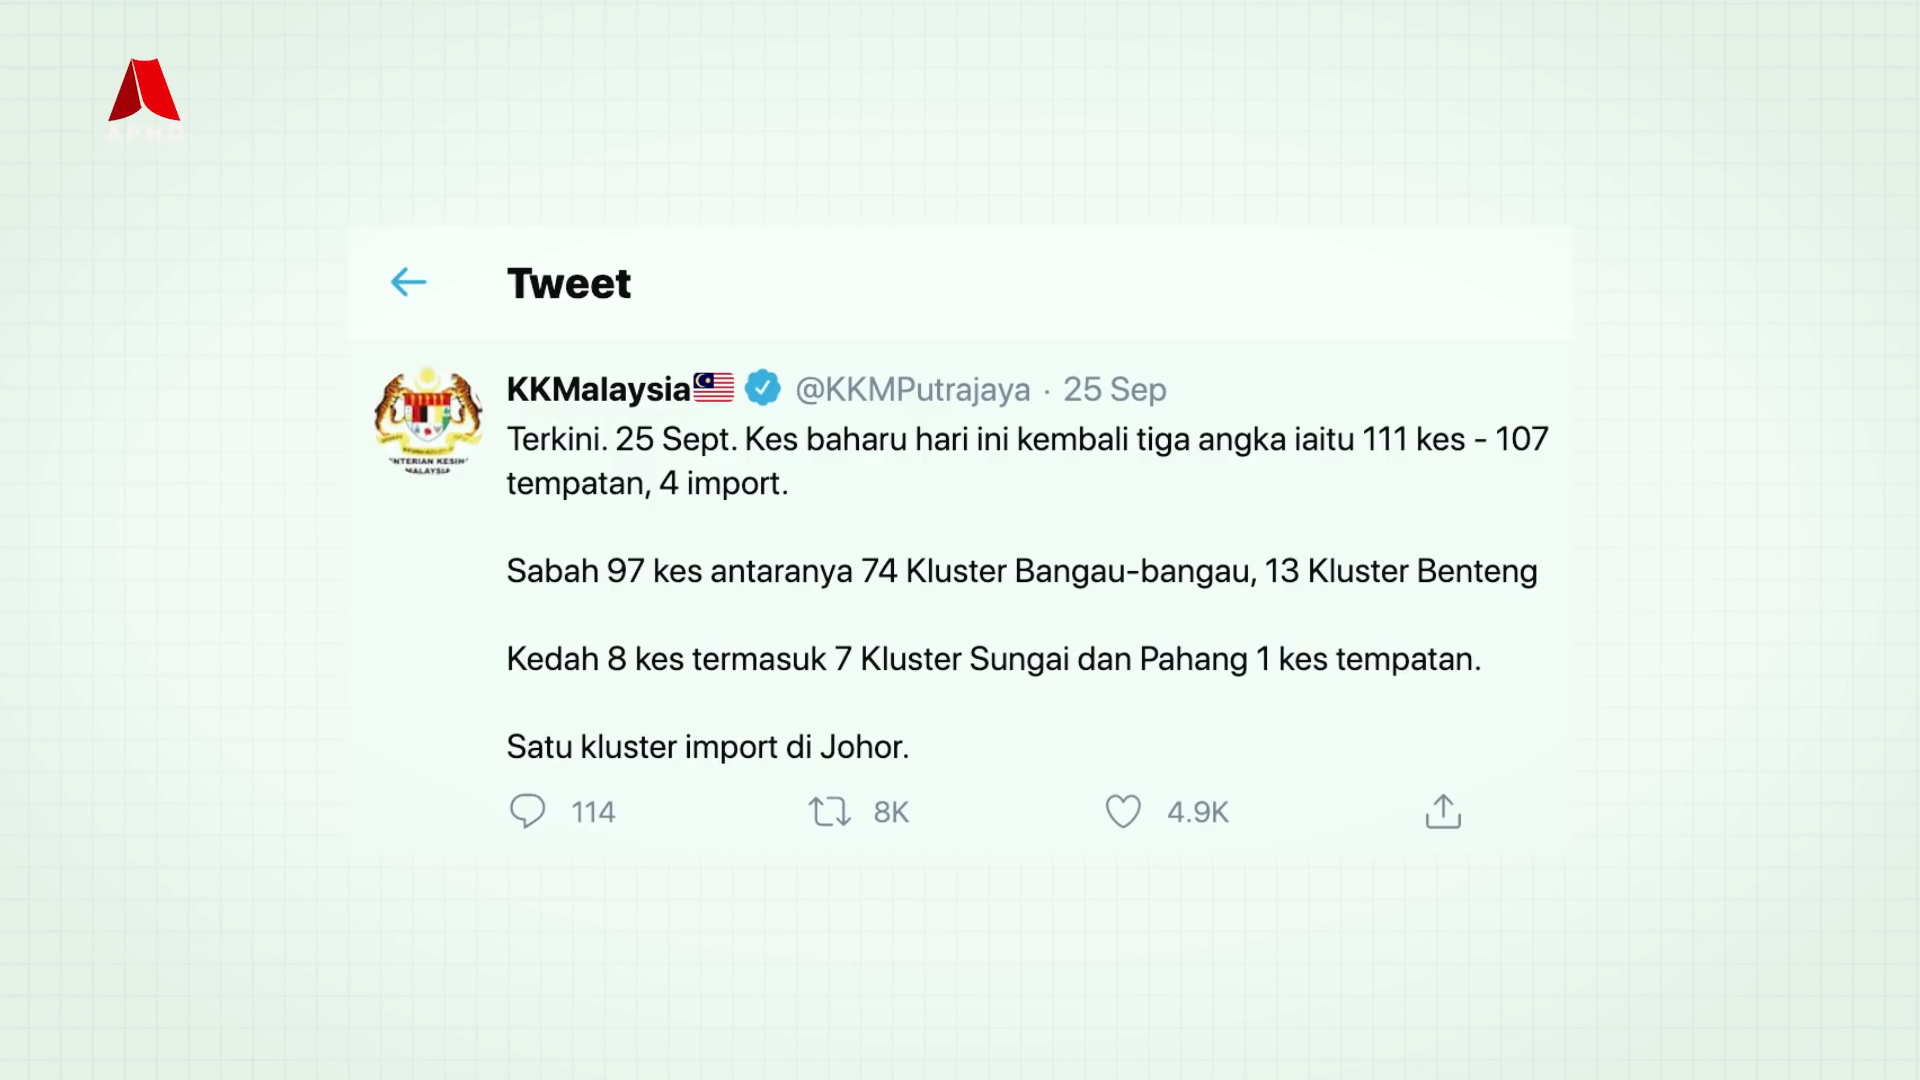 Tweet
KKMalaysia🇲🇾 @KKMPutrajaya · 25 Sep
Terkini. 25 Sept. Kes baharu hari ini kembali tiga angka iaitu 111 kes - 107
tempatan, 4 import.
Sabah 97 kes antaranya 74 Kluster Bangau-bangau, 13 Kluster Benteng
Kedah 8 kes termasuk 7 Kluster Sungai dan Pahang 1 kes tempatan.
Satu kluster import di Johor.
114 8K 4.9K
MALAYSIA